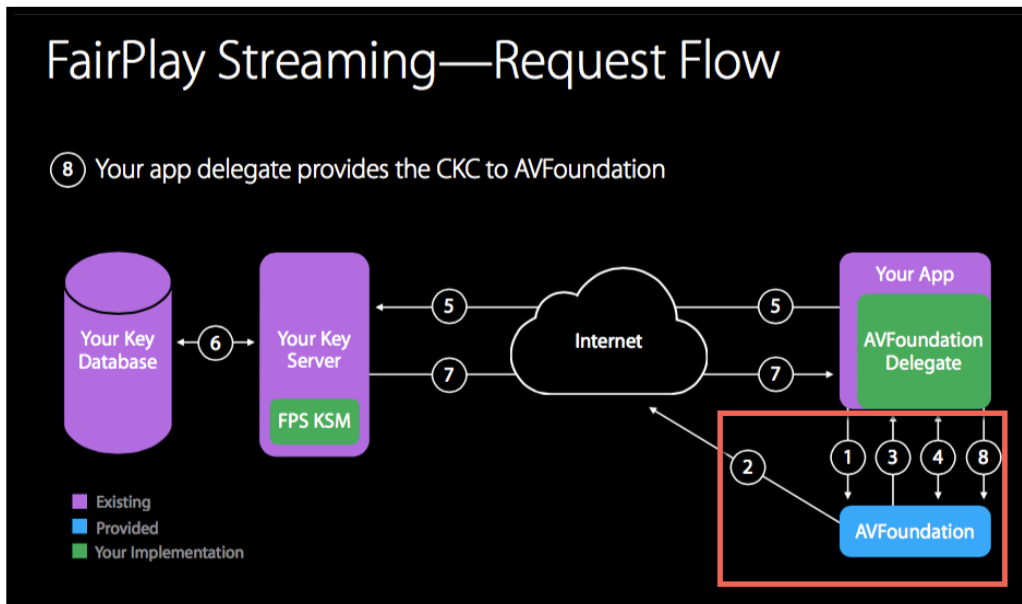 FairPlay Streaming—Request Flow
8 Your app delegate provides the CKC to AVFoundation
Your Key
Database
6
Your Key
Server
FPS KSM
5
7
Internet
5
7
Your App
AVFoundation
Delegate
2
1
3
4
8
AVFoundation
Existing
Provided
Your Implementation